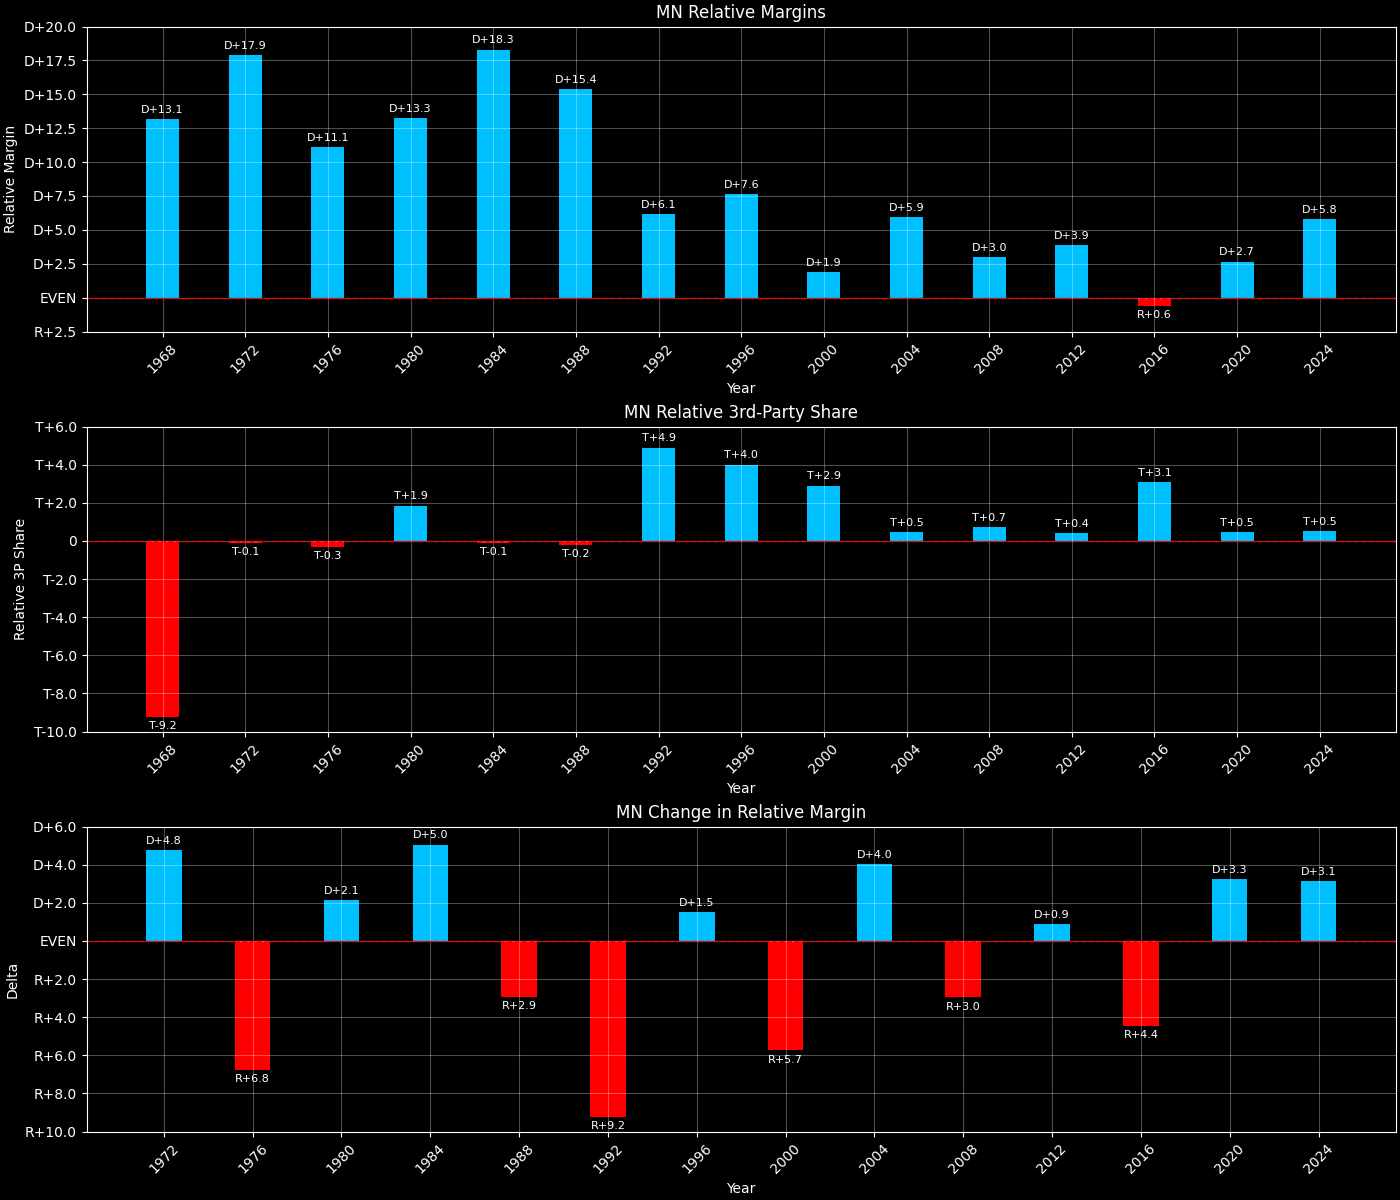 MN Relative Margins
Relative Margin
D+20.0
D+17.5
D+15.0
D+12.5
D+10.0
D+7.5
D+5.0
D+2.5
EVEN
R+2.5
D+13.1
D+17.9
D+11.1
D+13.3
D+18.3
D+15.4
D+6.1
D+7.6
D+1.9
D+5.9
D+3.0
D+3.9
R+0.6
D+2.7
D+5.8
1968
1972
1976
1980
1984
1988
1992
1996
2000
2004
2008
2012
2016
2020
2024
Year
MN Relative 3rd-Party Share
Relative 3P Share
T+6.0
T+4.0
T+2.0
0
T-2.0
T-4.0
T-6.0
T-8.0
T-10.0
T-9.2
T-0.1
T-0.3
T+1.9
T-0.1
T-0.2
T+4.9
T+4.0
T+2.9
T+0.5
T+0.7
T+0.4
T+3.1
T+0.5
T+0.5
1968
1972
1976
1980
1984
1988
1992
1996
2000
2004
2008
2012
2016
2020
2024
Year
MN Change in Relative Margin
Delta
D+6.0
D+4.0
D+2.0
EVEN
R+2.0
R+4.0
R+6.0
R+8.0
R+10.0
D+4.8
R+6.8
D+2.1
D+5.0
R+2.9
R+9.2
D+1.5
R+5.7
D+4.0
R+3.0
D+0.9
R+4.4
D+3.3
D+3.1
1972
1976
1980
1984
1988
1992
1996
2000
2004
2008
2012
2016
2020
2024
Year